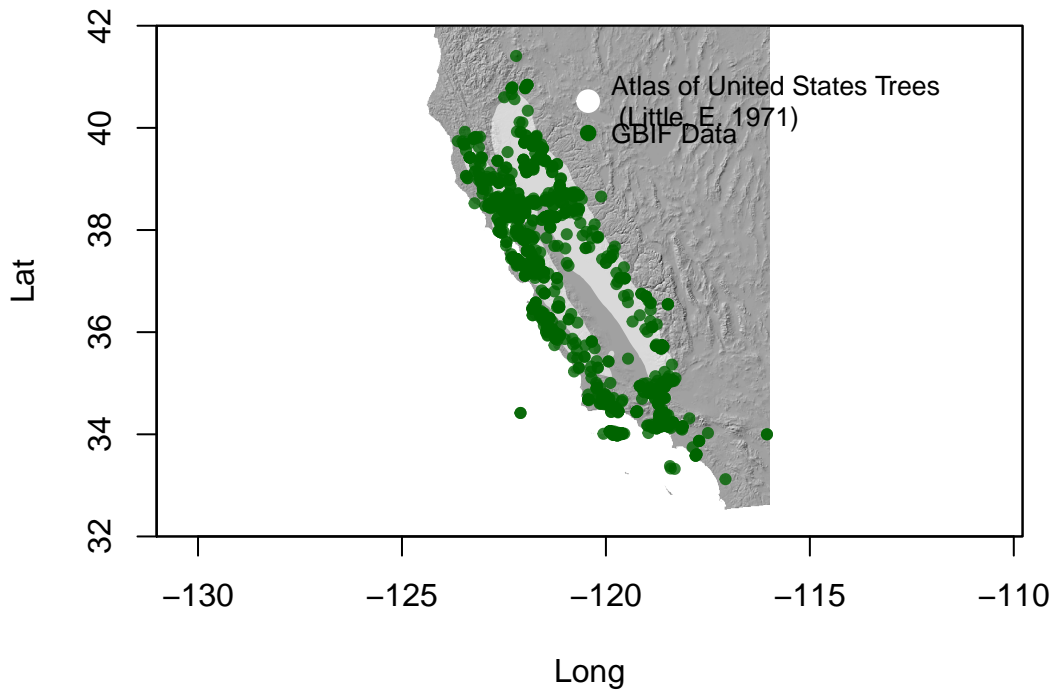 42
40
38
36
34
32
Lat
Atlas of United States Trees
(Little, E. 1971)
GBIF Data
−130
−125
−120
−115
−110
Long